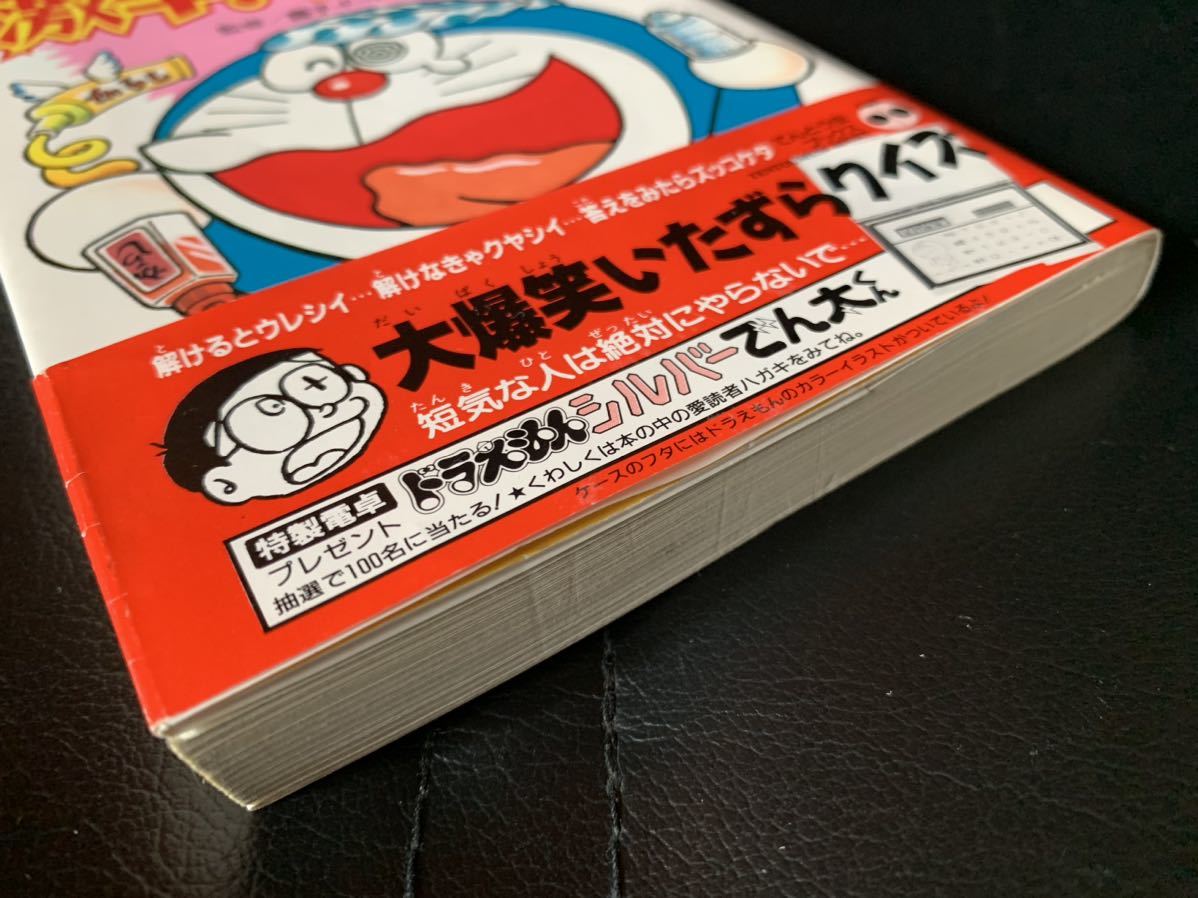 からし
解けるとウレシイ…解けなきゃクヤシイ…答えをみたらズッコケタ
大爆笑いたずらクイズ
短気な人は絶対にやらないで…
特製電卓
プレゼント
ドラえもんシルバーでん太くん
抽選で100名に当たる!★くわしくは本の中の愛読者ハガキをみてね。
ケースのフタにはドラえもんのカラーイラストがついているよ!